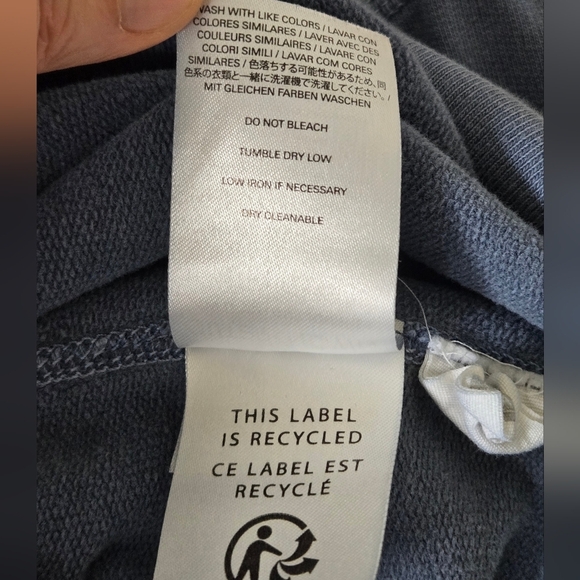 WASH WITH LIKE COLORS / LAVAR CON
COLORES SIMILARES / LAVER AVEC DES
COULEURS SIMILAIRES / LAVARE CON
COLORI SIMILI / LAVAR COM CORES
SIMILARES / 色落ちする可能性があるため、同
色系の衣類と一緒に洗濯機で洗濯してください。 /
MIT GLEICHEN FARBEN WASCHEN
DO NOT BLEACH
TUMBLE DRY LOW
LOW IRON IF NECESSARY
DRY CLEANABLE
THIS LABEL
IS RECYCLED
CE LABEL EST
RECYCLÉ